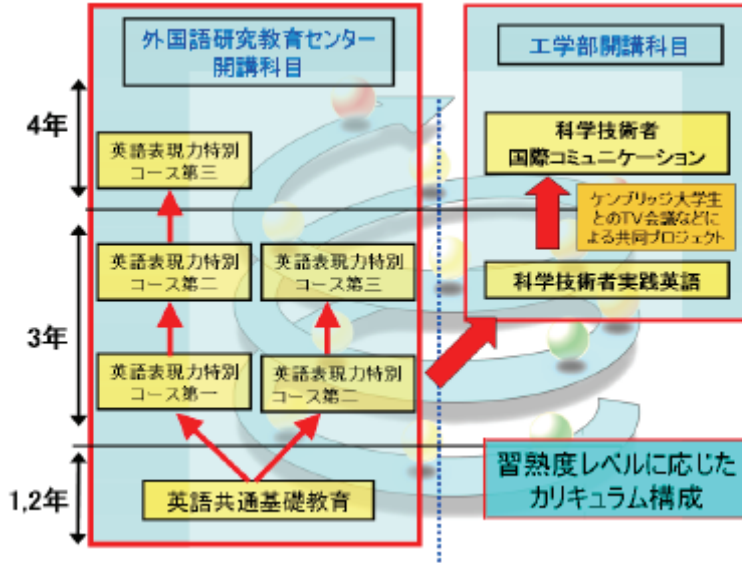 外国語研究教育センター
開講科目
工学部開講科目
4年
英語表現力特別
コース第三
科学技術者
国際コミュニケーション
ケンブリッジ大学生
とのTV会議などに
よる共同プロジェクト
3年
英語表現力特別
コース第二
英語表現力特別
コース第三
科学技術者実践英語
英語表現力特別
コース第一
英語表現力特別
コース第二
1,2年
英語共通基礎教育
習熟度レベルに応じた
カリキュラム構成